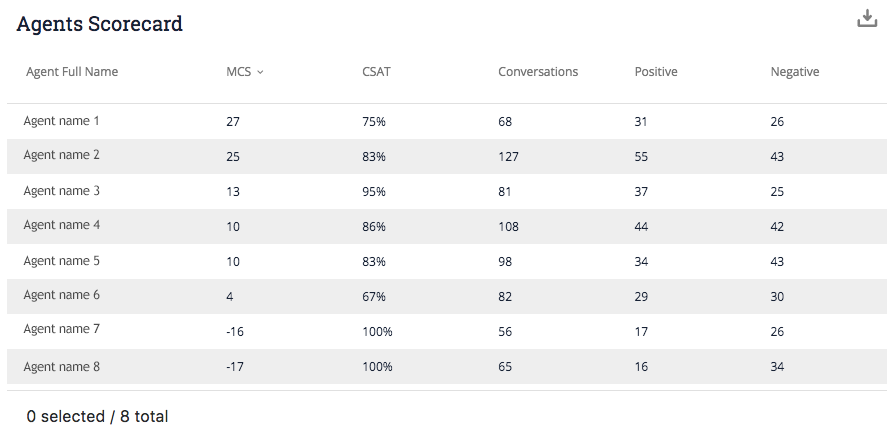 Agents Scorecard
Agent Full Name MCS CSAT Conversations Positive Negative
Agent name 1 27 75% 68 31 26
Agent name 2 25 83% 127 55 43
Agent name 3 13 95% 81 37 25
Agent name 4 10 86% 108 44 42
Agent name 5 10 83% 98 34 43
Agent name 6 4 67% 82 29 30
Agent name 7 -16 100% 56 17 26
Agent name 8 -17 100% 65 16 34
0 selected / 8 total